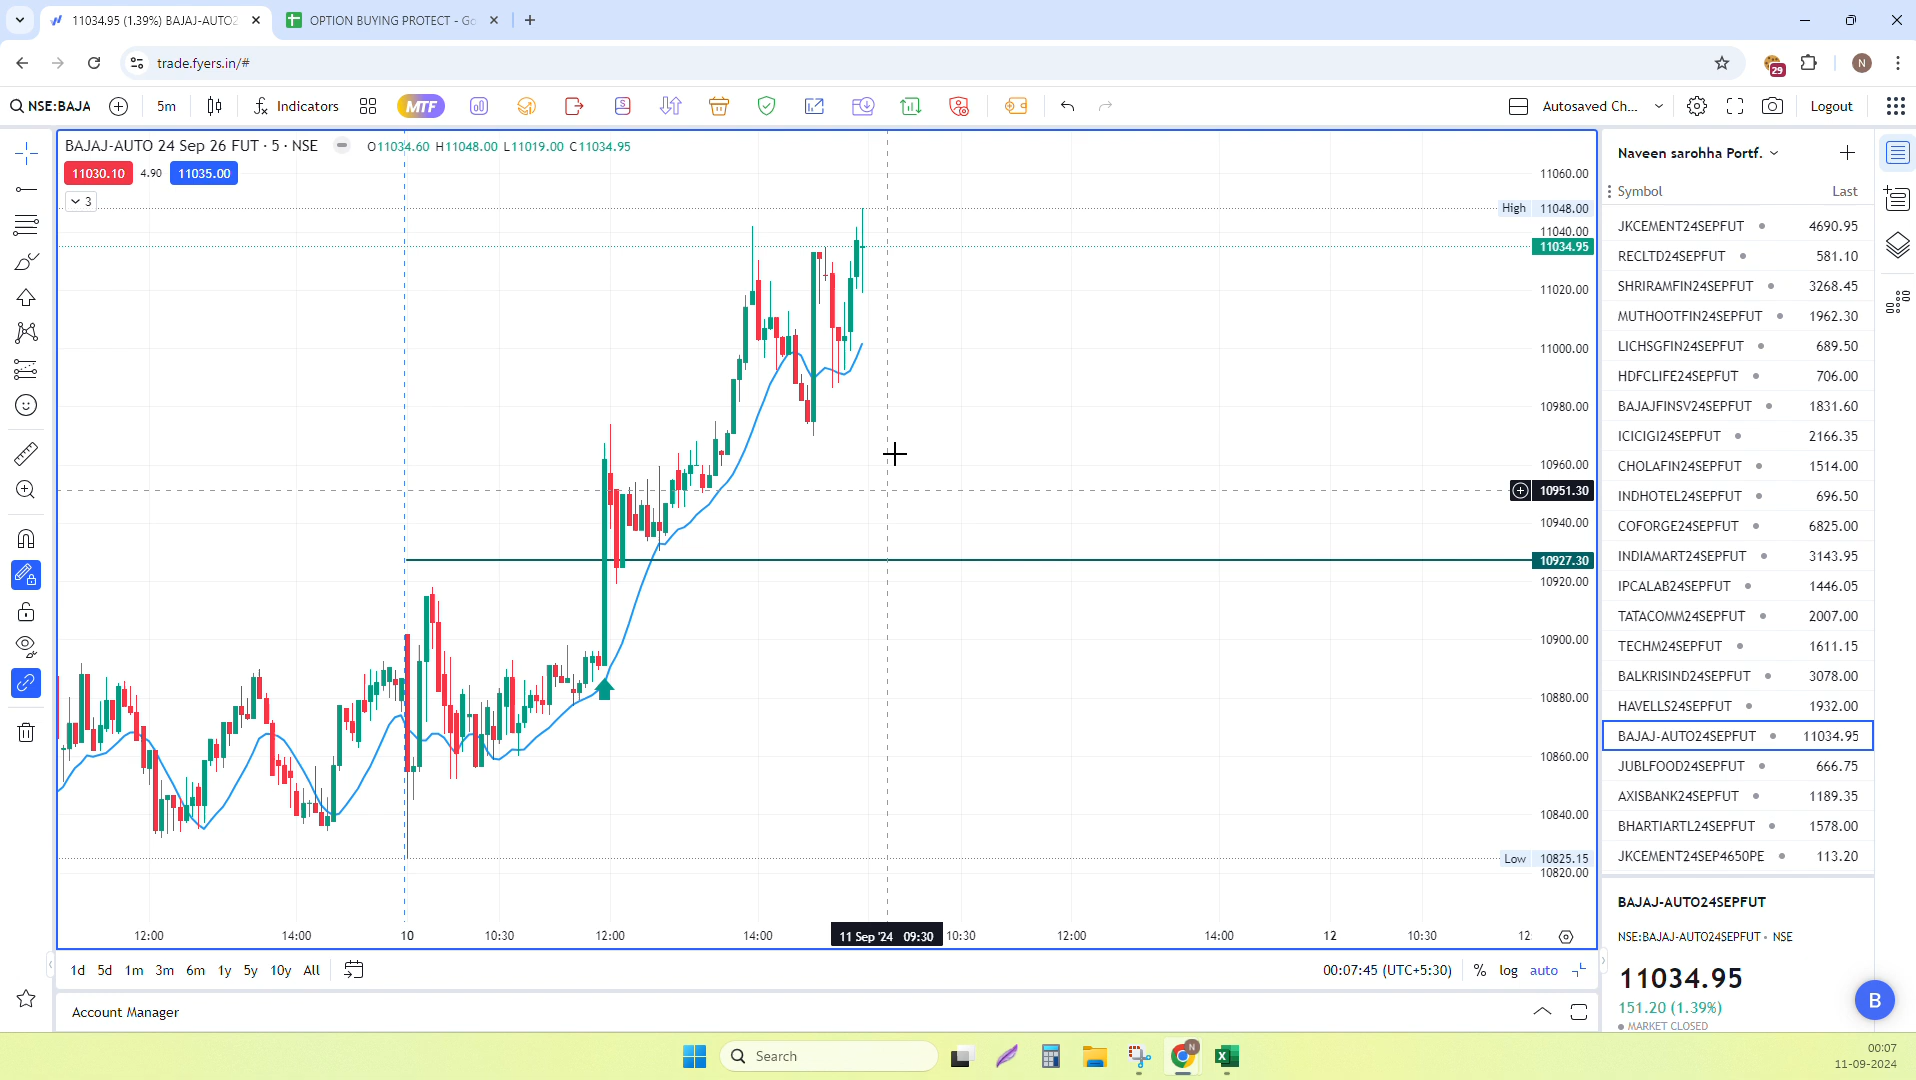 11034.95 (1.39%) BAJAJ-AUTO2
OPTION BUYING PROTECT - Go
trade.fyers.in/#
29
N
NSE:BAJA
5m
Indicators
MTF
S
Autosaved Ch...
Logout
BAJAJ-AUTO 24 Sep 26 FUT · 5 · NSE
O11034.60 H11048.00 L11019.00 C11034.95
11030.10
4.90
11035.00
3
11060.00
High 11048.00
11040.00
11034.95
11020.00
11000.00
10980.00
10960.00
10951.30
10940.00
10927.30
10920.00
10900.00
10880.00
10860.00
10840.00
Low 10825.15
10820.00
12:00
14:00
10
10:30
12:00
14:00
11 Sep '24 09:30
10:30
12:00
14:00
12
10:30
12:
1d 5d 1m 3m 6m 1y 5y 10y All
00:07:45 (UTC+5:30)
% log auto
Account Manager
Naveen sarohha Portf.
Symbol Last
JKCEMENT24SEPFUT 4690.95
RECLTD24SEPFUT 581.10
SHRIRAMFIN24SEPFUT 3268.45
MUTHOOTFIN24SEPFUT 1962.30
LICHSGFIN24SEPFUT 689.50
HDFCLIFE24SEPFUT 706.00
BAJAJFINSV24SEPFUT 1831.60
ICICIGI24SEPFUT 2166.35
CHOLAFIN24SEPFUT 1514.00
INDHOTEL24SEPFUT 696.50
COFORGE24SEPFUT 6825.00
INDIAMART24SEPFUT 3143.95
IPCALAB24SEPFUT 1446.05
TATACOMM24SEPFUT 2007.00
TECHM24SEPFUT 1611.15
BALKRISIND24SEPFUT 3078.00
HAVELLS24SEPFUT 1932.00
BAJAJ-AUTO24SEPFUT 11034.95
JUBLFOOD24SEPFUT 666.75
AXISBANK24SEPFUT 1189.35
BHARTIARTL24SEPFUT 1578.00
JKCEMENT24SEP4650PE 113.20
BAJAJ-AUTO24SEPFUT
NSE:BAJAJ-AUTO24SEPFUT • NSE
11034.95
151.20 (1.39%)
MARKET CLOSED
B
Search
N
00:07
11-09-2024